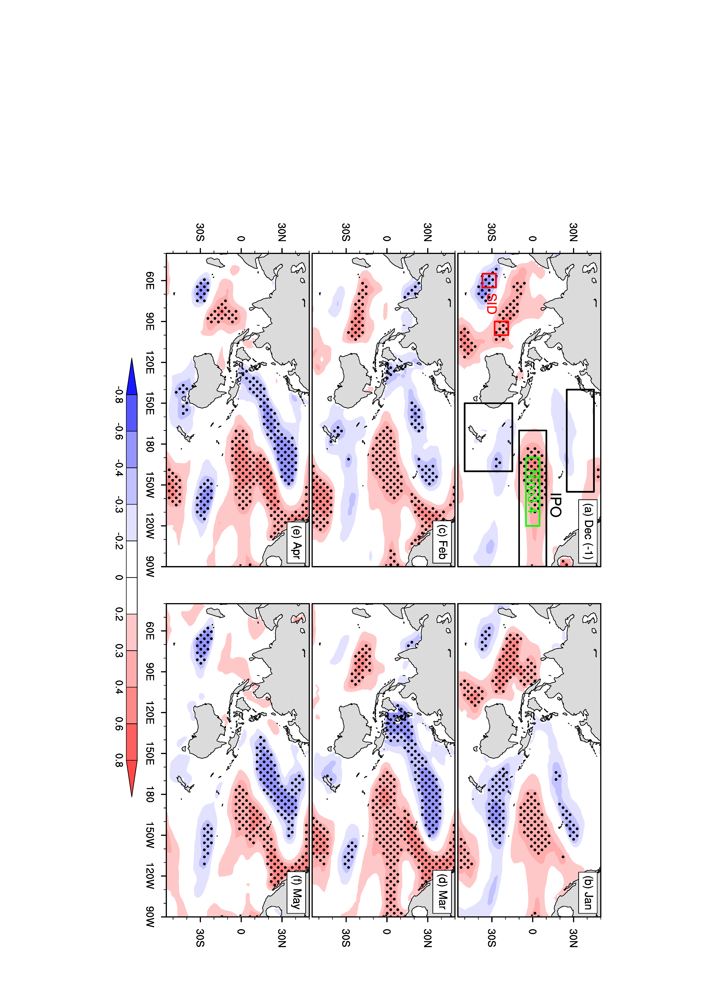 (a) Dec (-1)
IPO
Nino3.4
SID
30N
0
30S
(b) Jan
30N
0
30S
(c) Feb
30N
0
30S
(d) Mar
30N
0
30S
(e) Apr
30N
0
30S
60E 90E 120E 150E 180 150W 120W 90W
(f) May
30N
0
30S
60E 90E 120E 150E 180 150W 120W 90W
-0.8 -0.6 -0.4 -0.3 -0.2 0 0.2 0.3 0.4 0.6 0.8